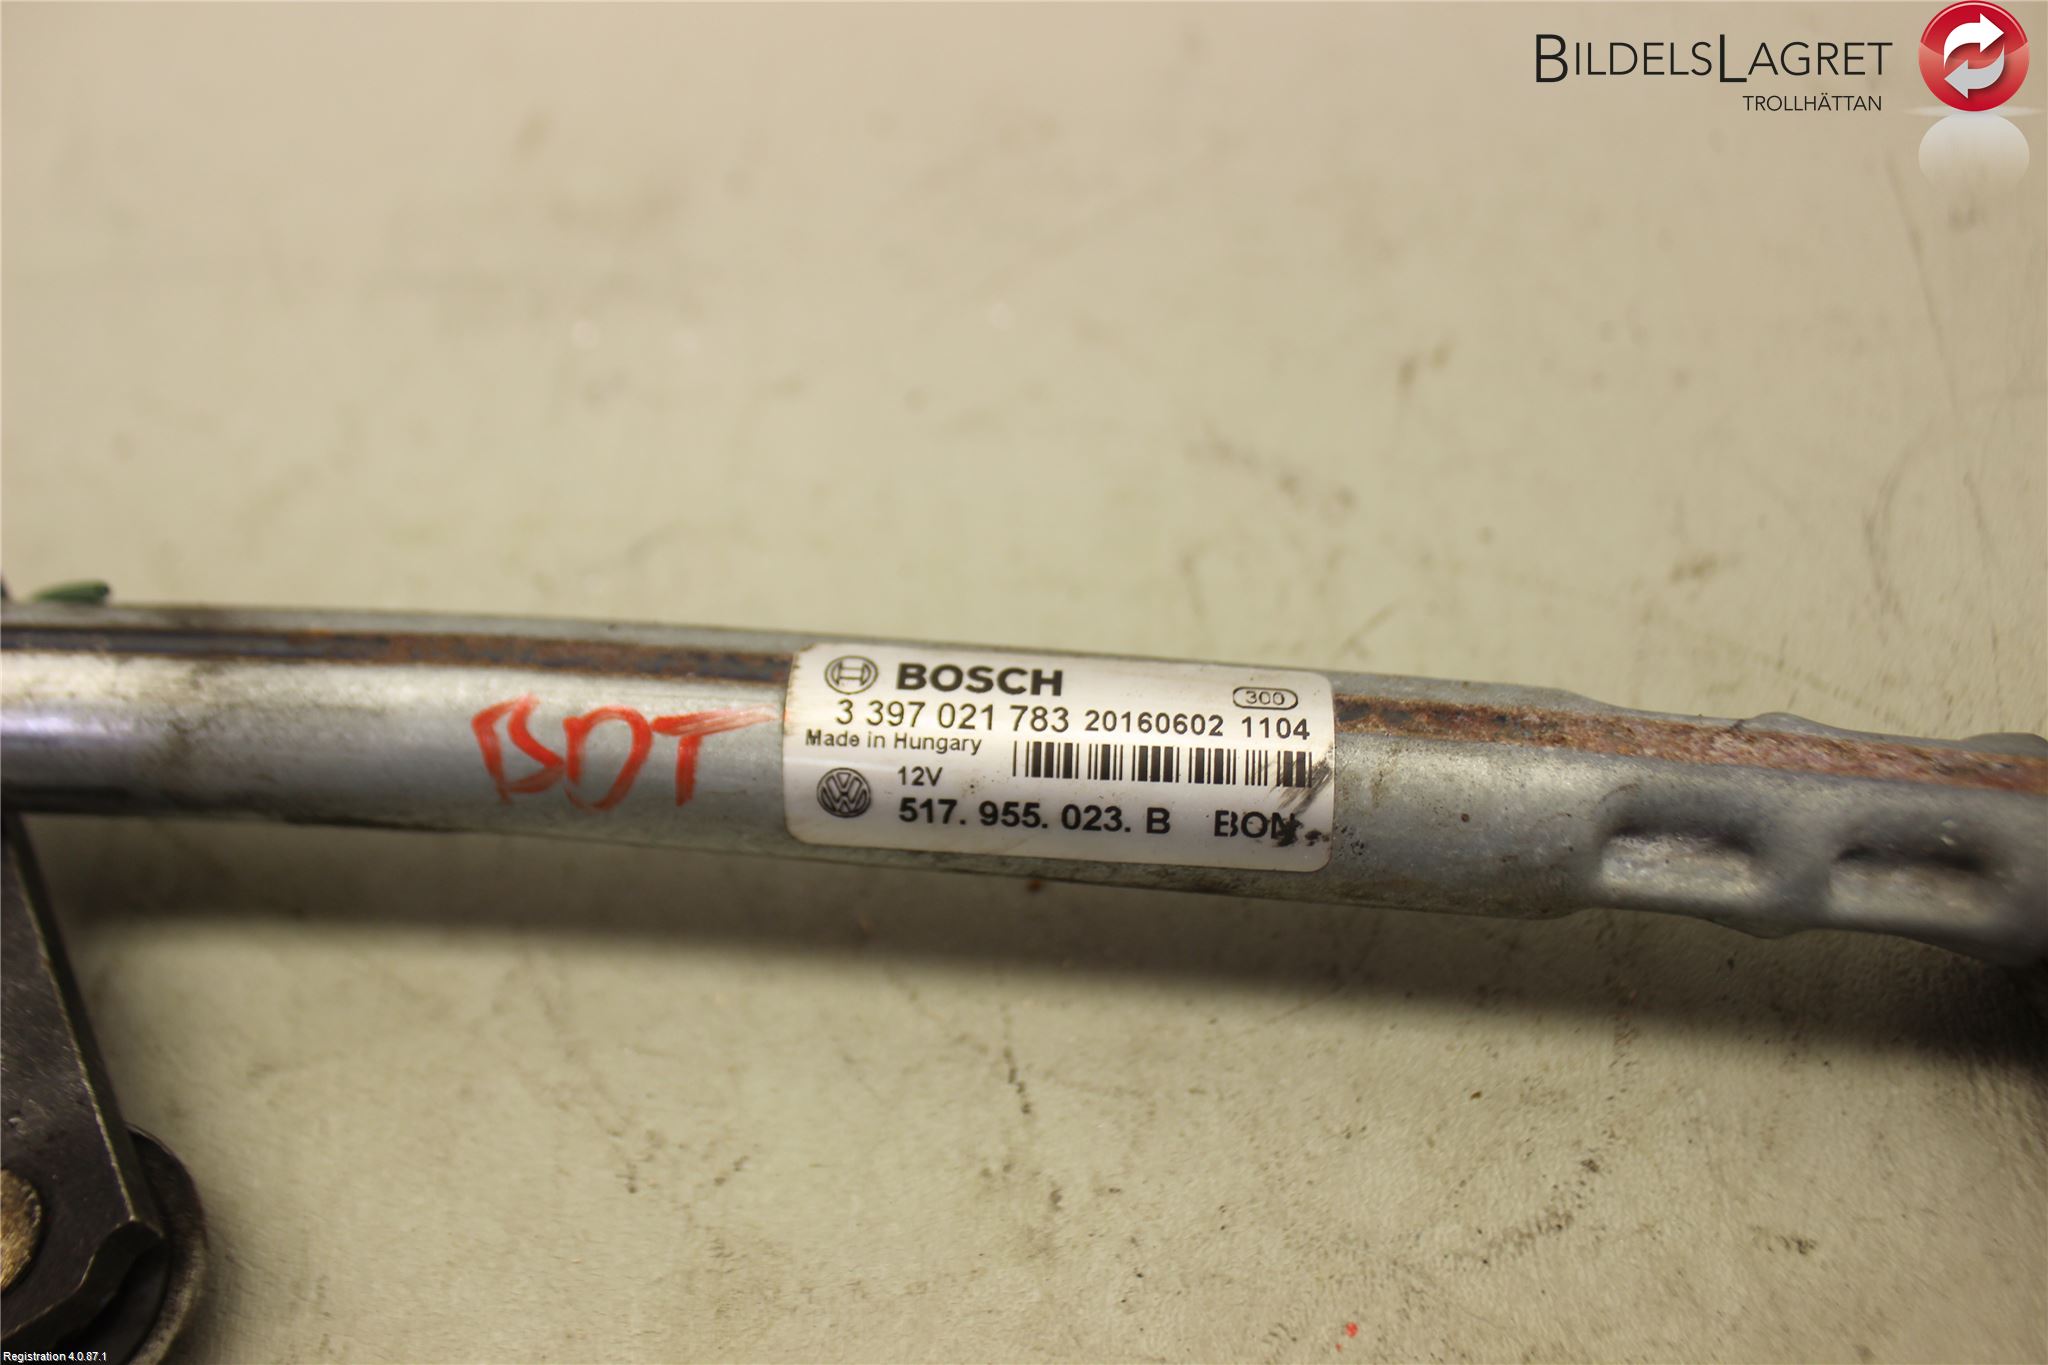 BILDELSLAGRET
TROLLHÄTTAN
BOSCH
300
3 397 021 783 20160602 1104
Made in Hungary
12V
517. 955. 023. B BON
BDT
Registration 4.0.87.1